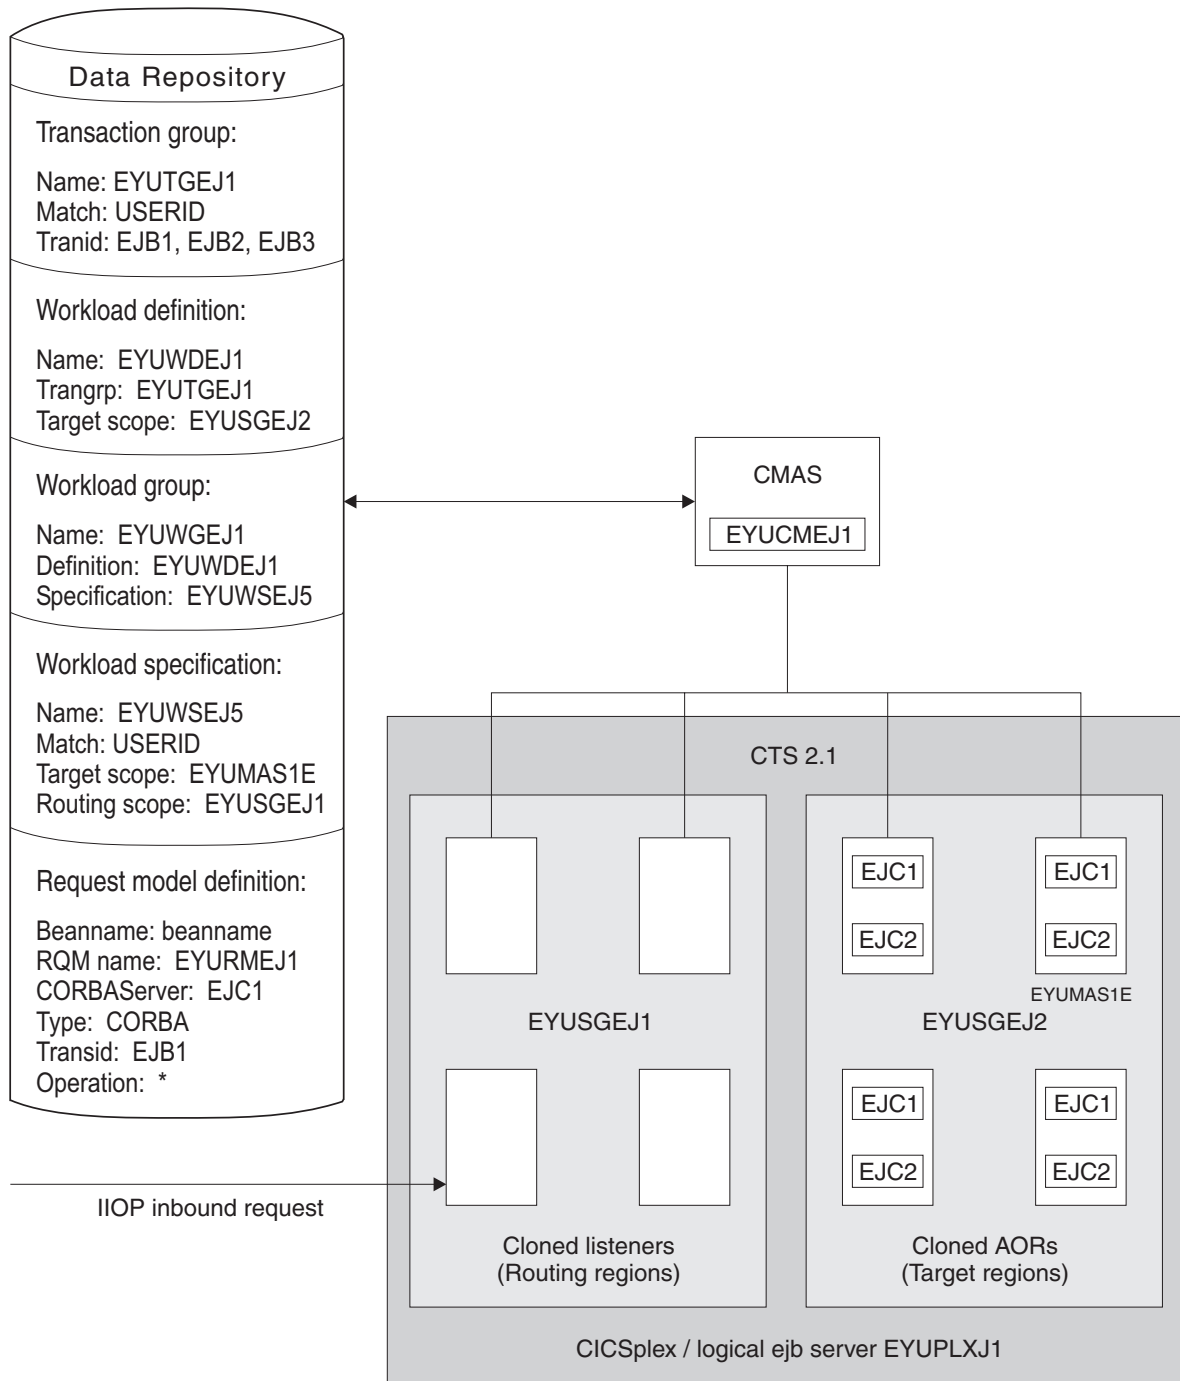 Data Repository
Transaction group:
Name: EYUTGEJ1
Match: USERID
Tranid: EJB1, EJB2, EJB3
Workload definition:
Name: EYUWDEJ1
Trangrp: EYUTGEJ1
Target scope: EYUSGEJ2
Workload group:
Name: EYUWGEJ1
Definition: EYUWDEJ1
Specification: EYUWSEJ5
Workload specification:
Name: EYUWSEJ5
Match: USERID
Target scope: EYUMAS1E
Routing scope: EYUSGEJ1
Request model definition:
Beanname: beanname
RQM name: EYURMEJ1
CORBAServer: EJC1
Type: CORBA
Transid: EJB1
Operation: *
IIOP inbound request
CMAS
EYUCMEJ1
CTS 2.1
EYUSGEJ1
Cloned listeners
(Routing regions)
EJC1
EJC2
EJC1
EJC2
EYUMAS1E
EYUSGEJ2
EJC1
EJC2
EJC1
EJC2
Cloned AORs
(Target regions)
CICSplex / logical ejb server EYUPLXJ1